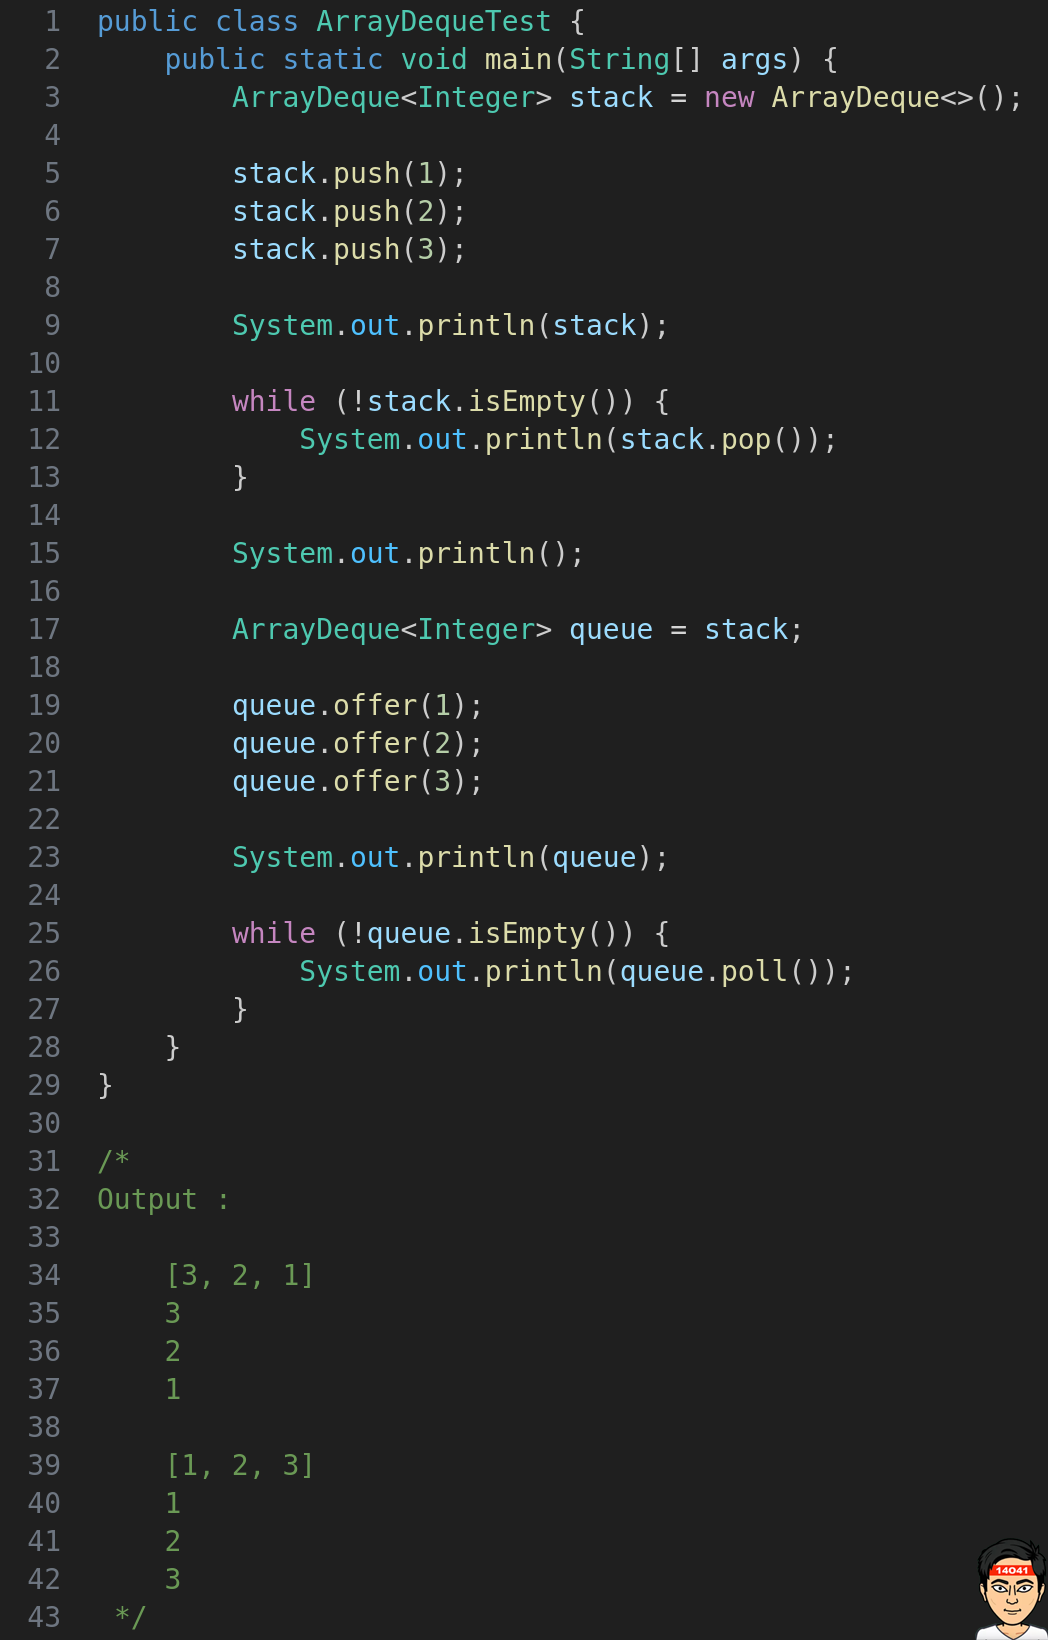 1 public class ArrayDequeTest {
2     public static void main(String[] args) {
3         ArrayDeque<Integer> stack = new ArrayDeque<>();
4
5         stack.push(1);
6         stack.push(2);
7         stack.push(3);
8
9         System.out.println(stack);
10
11         while (!stack.isEmpty()) {
12             System.out.println(stack.pop());
13         }
14
15         System.out.println();
16
17         ArrayDeque<Integer> queue = stack;
18
19         queue.offer(1);
20         queue.offer(2);
21         queue.offer(3);
22
23         System.out.println(queue);
24
25         while (!queue.isEmpty()) {
26             System.out.println(queue.poll());
27         }
28     }
29 }
30
31 /*
32 Output :
33
34     [3, 2, 1]
35     3
36     2
37     1
38
39     [1, 2, 3]
40     1
41     2
42     3
43  */
14041